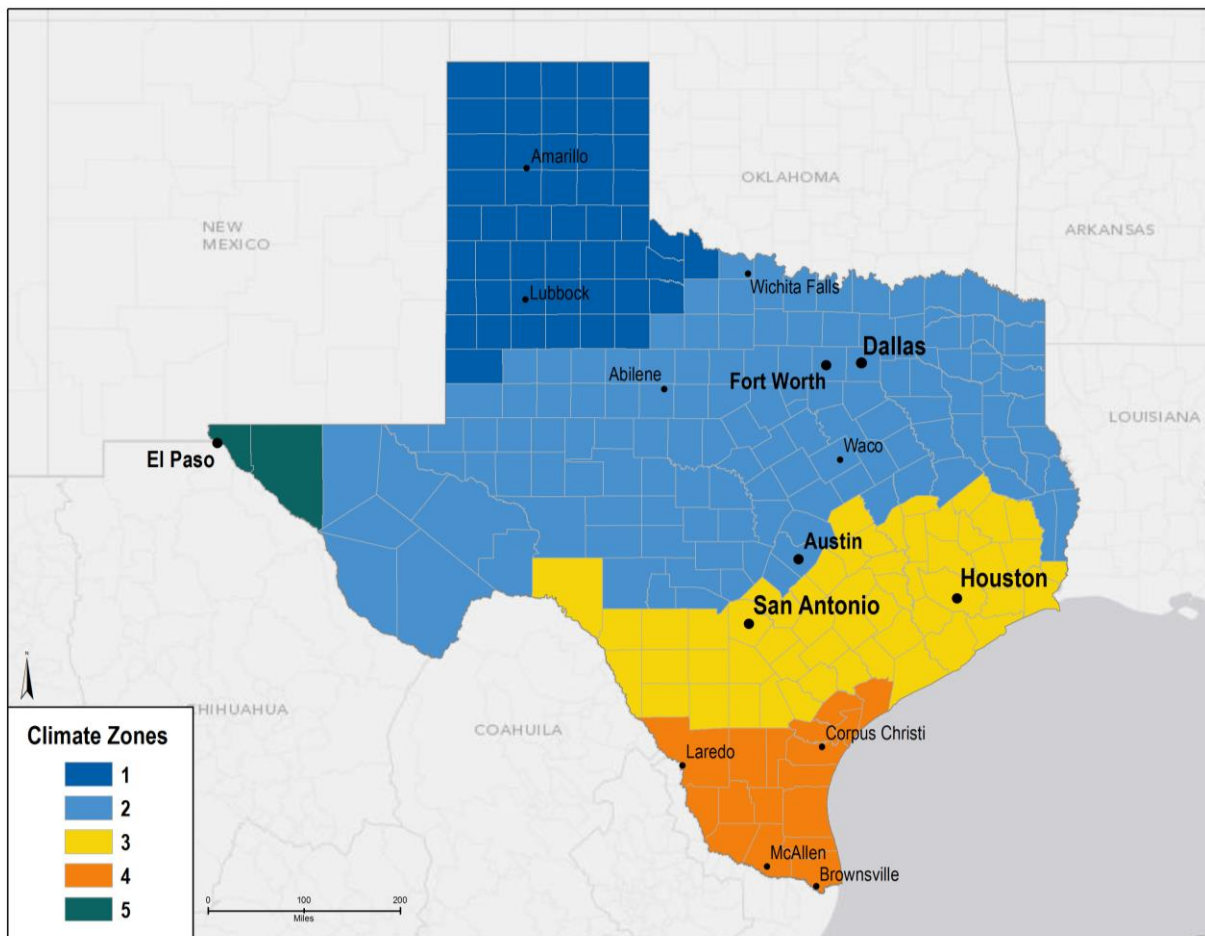 Amarillo
OKLAHOMA
ARKANSAS
NEW
MEXICO
Lubbock
Wichita Falls
Dallas
Fort Worth
Abilene
LOUISIANA
Waco
El Paso
Austin
Houston
San Antonio
N
CHIHUAHUA
COAHUILA
Corpus Christi
Laredo
McAllen
Brownsville
Climate Zones
1
2
3
4
5
0 100 200
Miles